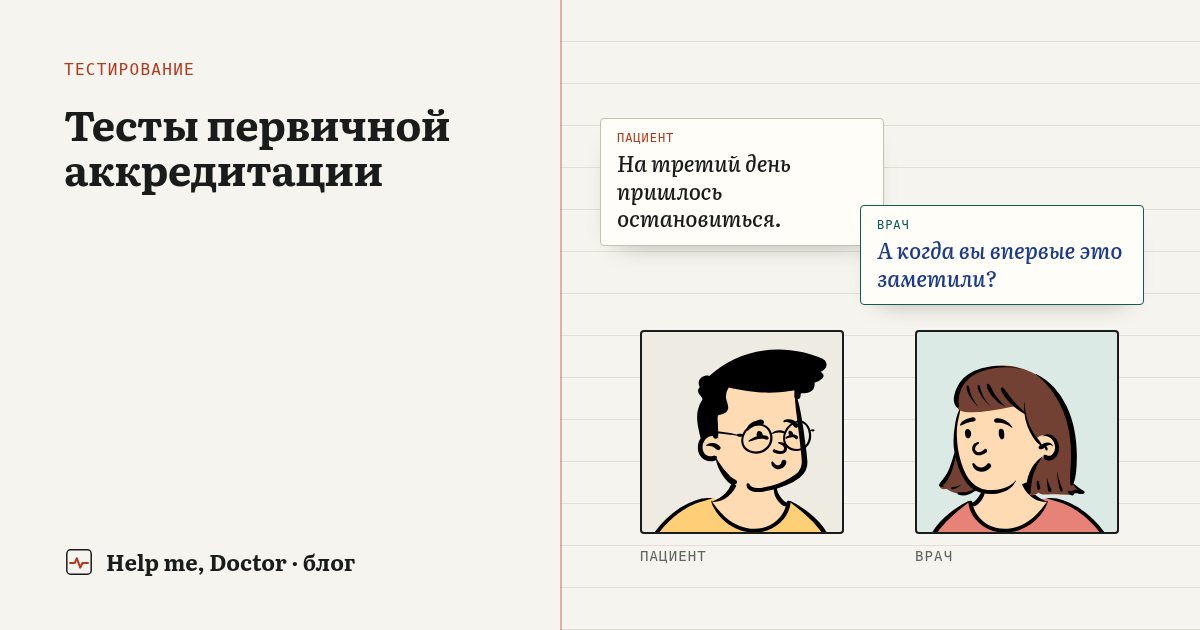 ТЕСТИРОВАНИЕ
Тесты первичной
аккредитации
ПАЦИЕНТ
На третий день
пришлось
остановиться.
ВРАЧ
А когда вы впервые это
заметили?
ПАЦИЕНТ
ВРАЧ
Help me, Doctor · блог